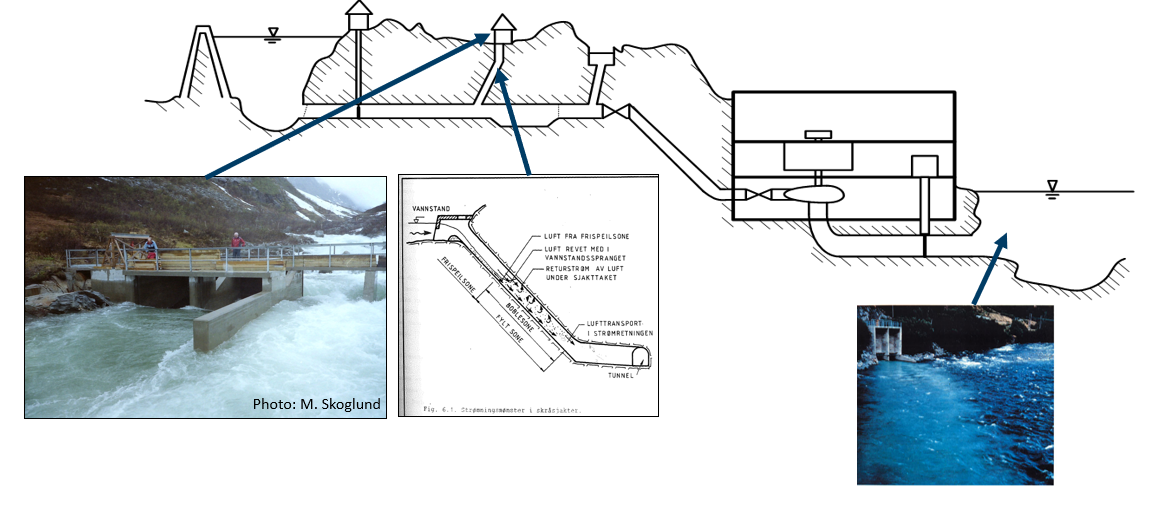 Photo: M. Skoglund
VANNSTAND
LUFT FRA FRISPEILSONE
LUFT REVET MED I
VANNSTANDSSPRANGET
RETURSTRØM AV LUFT
UNDER SJAKTTAKET
FRISPEILSONE
BOBLESONE
FYLT SONE
LUFTTRANSPORT
I STRØMRETNINGEN
TUNNEL
Fig. 6.1. Strømningsmønster i skråsjakter.